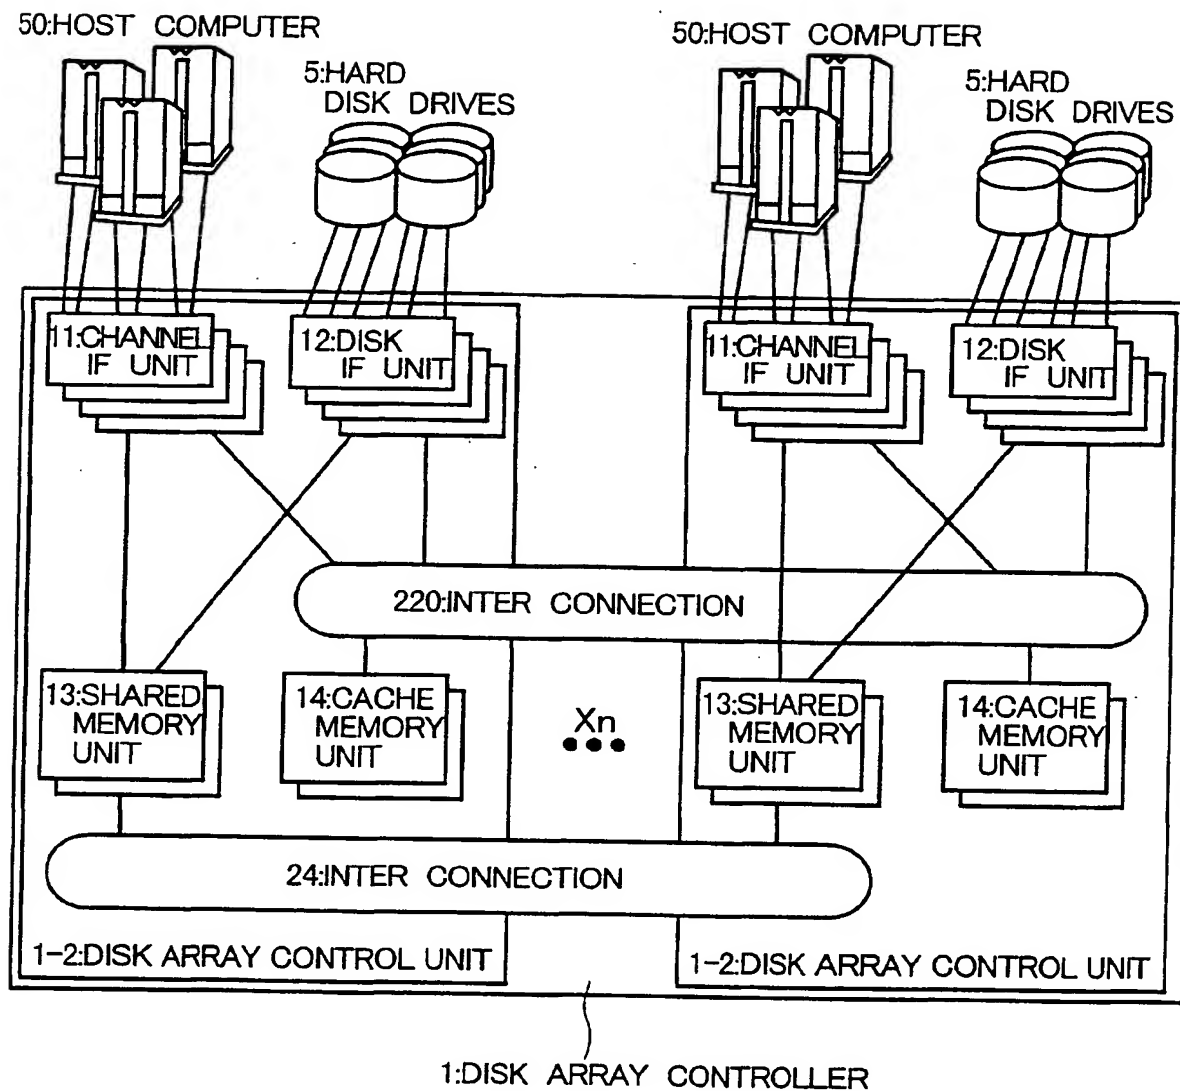 50:HOST COMPUTER
5:HARD
DISK DRIVES
50:HOST COMPUTER
5:HARD
DISK DRIVES
11:CHANNEL
IF UNIT
12:DISK
IF UNIT
11:CHANNEL
IF UNIT
12:DISK
IF UNIT
220:INTER CONNECTION
13:SHARED
MEMORY
UNIT
14:CACHE
MEMORY
UNIT
Xn
•••
13:SHARED
MEMORY
UNIT
14:CACHE
MEMORY
UNIT
24:INTER CONNECTION
1-2:DISK ARRAY CONTROL UNIT
1-2:DISK ARRAY CONTROL UNIT
1:DISK ARRAY CONTROLLER